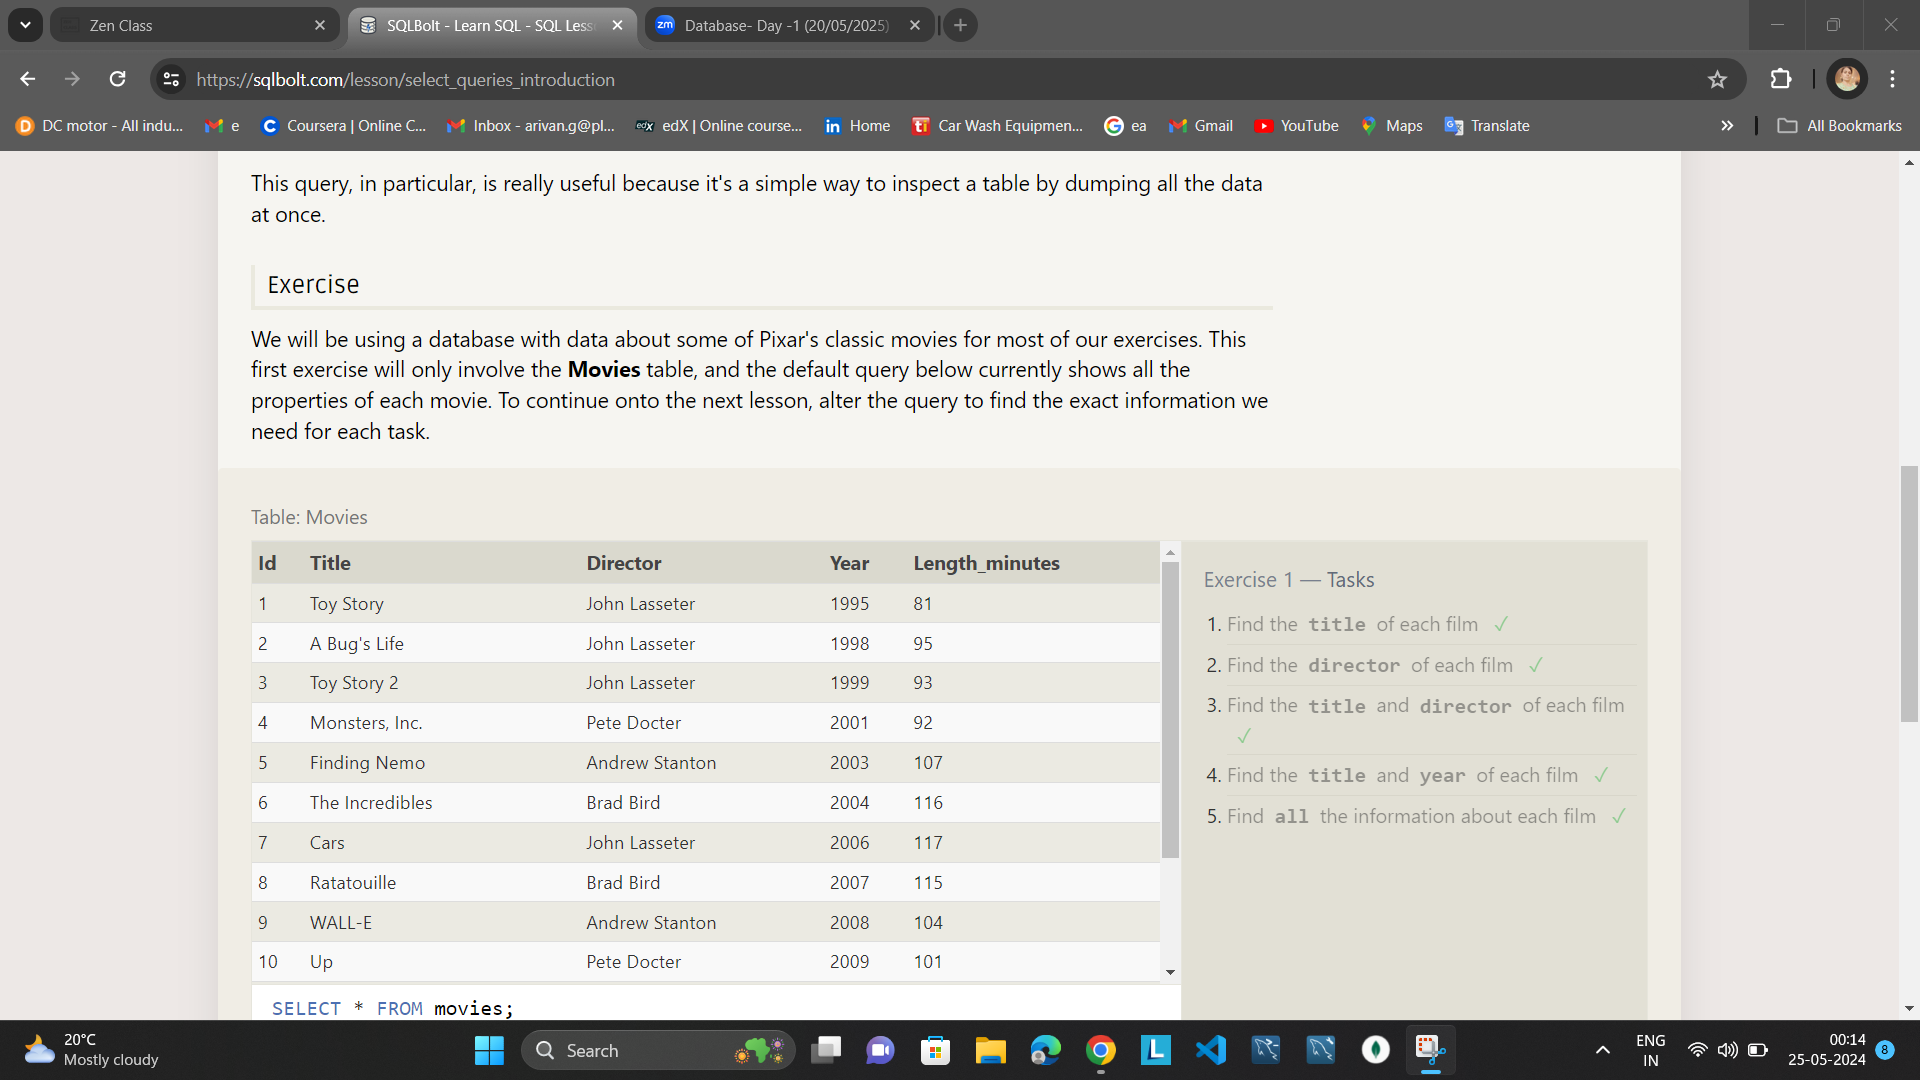 Zen Class
SQLBolt - Learn SQL - SQL Less
zm Database- Day -1 (20/05/2025)
https://sqlbolt.com/lesson/select_queries_introduction
DC motor - All indu... e Coursera | Online C... Inbox - arivan.g@pl... edX | Online course... Home Car Wash Equipmen... ea Gmail YouTube Maps Translate » All Bookmarks
This query, in particular, is really useful because it's a simple way to inspect a table by dumping all the data
at once.
Exercise
We will be using a database with data about some of Pixar's classic movies for most of our exercises. This
first exercise will only involve the Movies table, and the default query below currently shows all the
properties of each movie. To continue onto the next lesson, alter the query to find the exact information we
need for each task.
Table: Movies
Id Title Director Year Length_minutes
1 Toy Story John Lasseter 1995 81
2 A Bug's Life John Lasseter 1998 95
3 Toy Story 2 John Lasseter 1999 93
4 Monsters, Inc. Pete Docter 2001 92
5 Finding Nemo Andrew Stanton 2003 107
6 The Incredibles Brad Bird 2004 116
7 Cars John Lasseter 2006 117
8 Ratatouille Brad Bird 2007 115
9 WALL-E Andrew Stanton 2008 104
10 Up Pete Docter 2009 101
SELECT * FROM movies;
Exercise 1 — Tasks
1. Find the title of each film ✓
2. Find the director of each film ✓
3. Find the title and director of each film
✓
4. Find the title and year of each film ✓
5. Find all the information about each film ✓
20°C
Mostly cloudy
Search
ENG
IN
00:14
25-05-2024
8